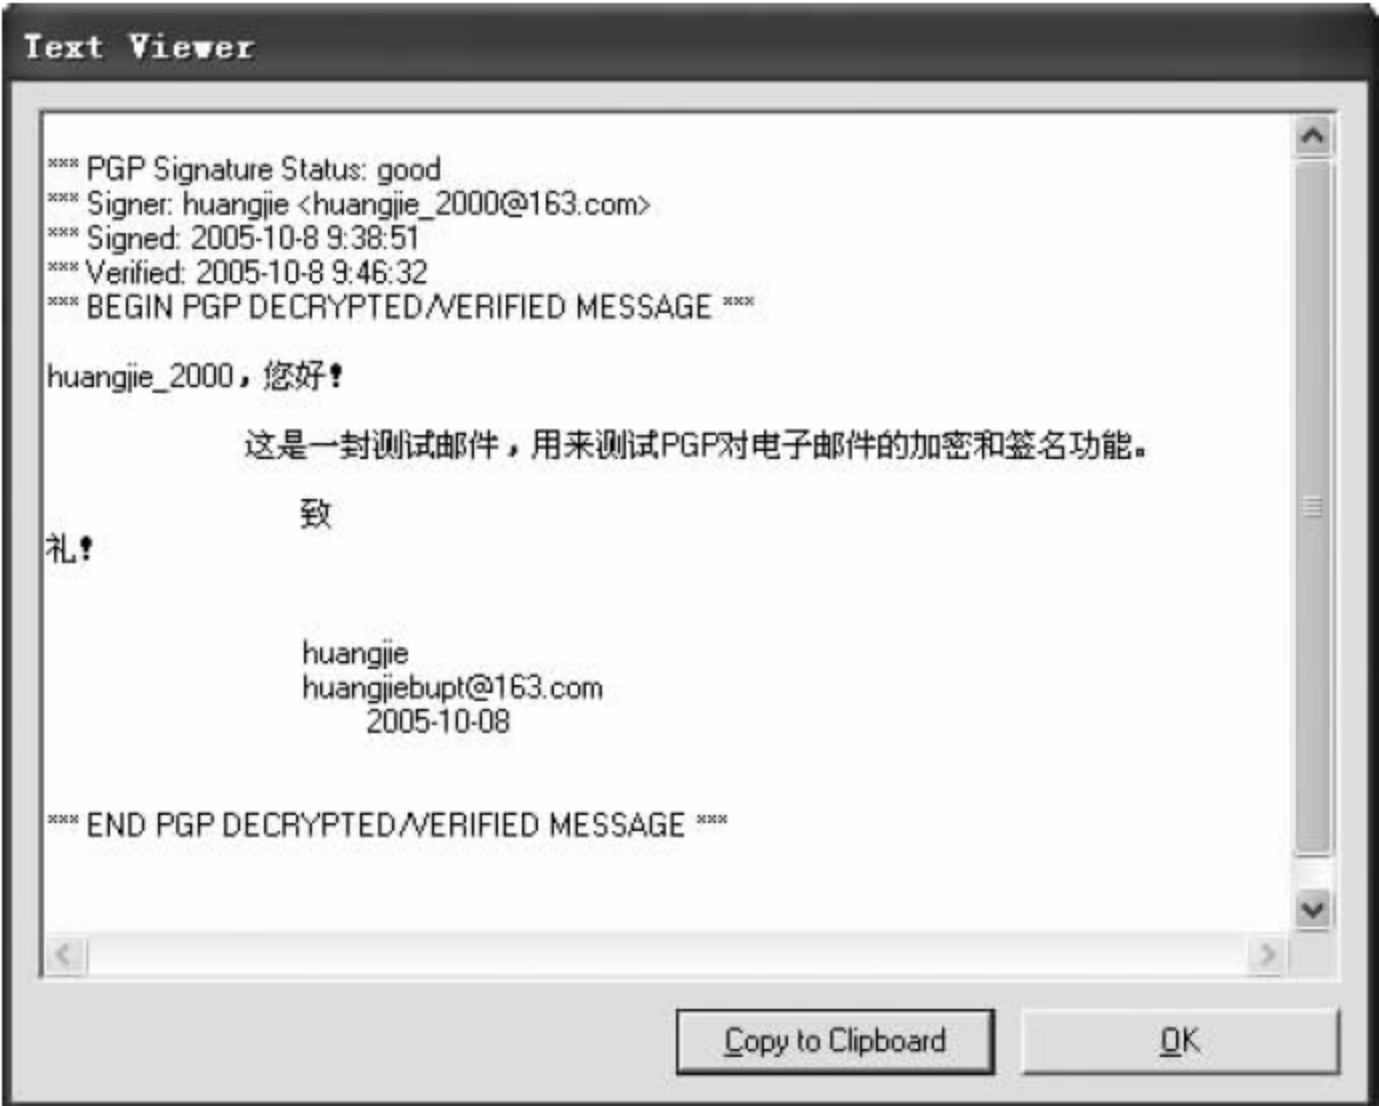 Text Viewer
*** PGP Signature Status: good
*** Signer: huangjie <huangjie_2000@163.com>
*** Signed: 2005-10-8 9:38:51
*** Verified: 2005-10-8 9:46:32
*** BEGIN PGP DECRYPTED/VERIFIED MESSAGE ***
huangjie_2000，您好！
这是一封测试邮件，用来测试PGP对电子邮件的加密和签名功能。
致
礼！
huangjie
huangjiebupt@163.com
2005-10-08
*** END PGP DECRYPTED/VERIFIED MESSAGE ***
Copy to Clipboard
OK